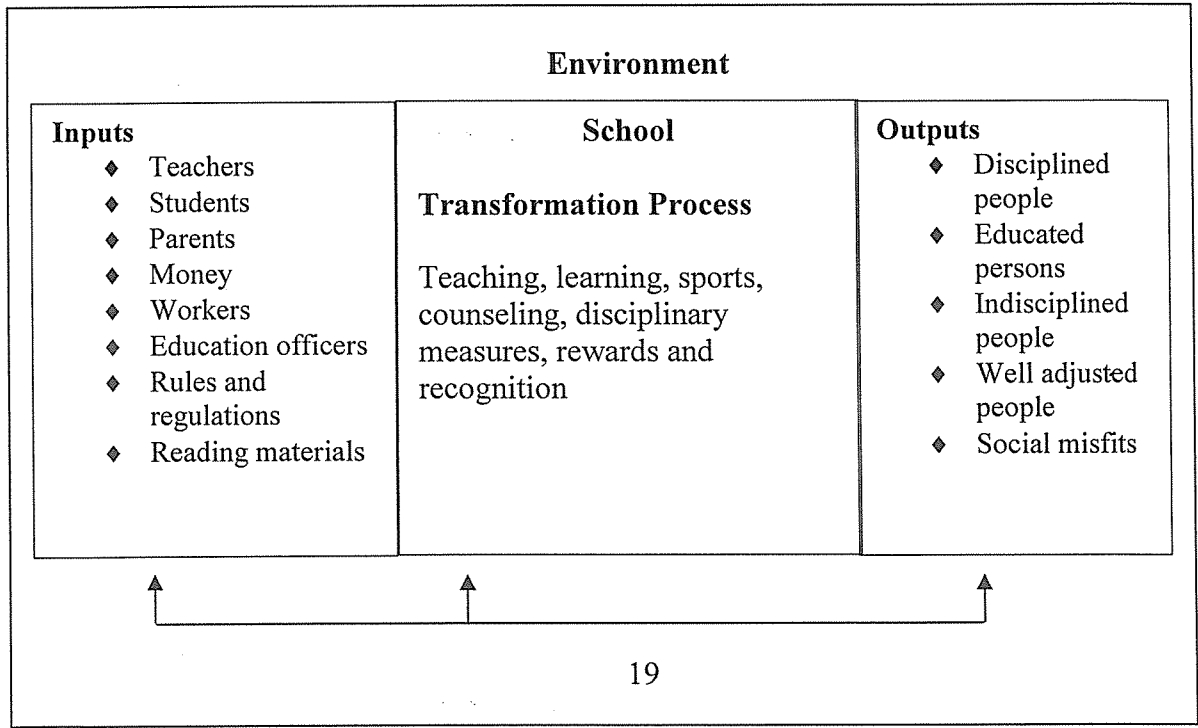 Environment
Inputs
♦ Teachers
♦ Students
♦ Parents
♦ Money
♦ Workers
♦ Education officers
♦ Rules and
regulations
♦ Reading materials
School
Transformation Process
Teaching, learning, sports,
counseling, disciplinary
measures, rewards and
recognition
Outputs
♦ Disciplined
people
♦ Educated
persons
♦ Indisciplined
people
♦ Well adjusted
people
♦ Social misfits
19